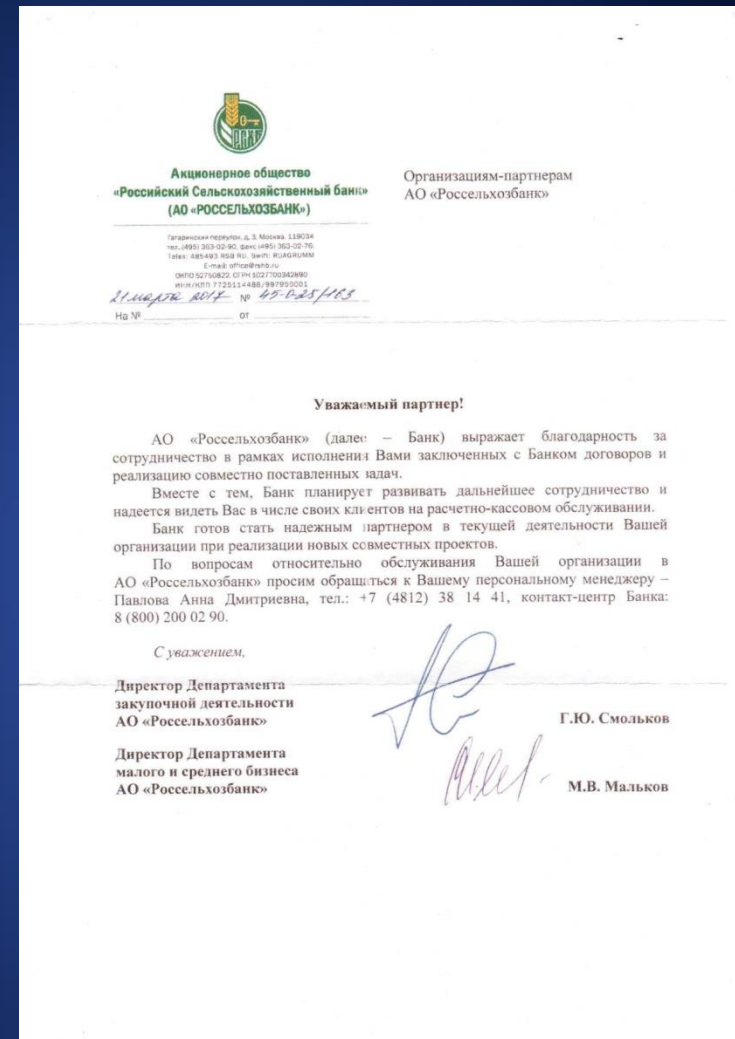 РСХБ
Акционерное общество
«Российский Сельскохозяйственный банк»
(АО «РОССЕЛЬХОЗБАНК»)
Гагаринский переулок, д. 3, Москва, 119034
тел. (495) 363-02-90, факс (495) 363-02-76,
Telex: 485493 RSB RU, Swift: RUAGRUMM
E-mail: office@rshb.ru
ОКПО 52750822, ОГРН 1027700342890
ИНН/КПП 7725114488/997950001
21 марта 2017 № 45-0-25/163
На № от
Организациям-партнерам
АО «Россельхозбанк»
Уважаемый партнер!
АО «Россельхозбанк» (далее – Банк) выражает благодарность за
сотрудничество в рамках исполнения Вами заключенных с Банком договоров и
реализацию совместно поставленных задач.
Вместе с тем, Банк планирует развивать дальнейшее сотрудничество и
надеется видеть Вас в числе своих клиентов на расчетно-кассовом обслуживании.
Банк готов стать надежным партнером в текущей деятельности Вашей
организации при реализации новых совместных проектов.
По вопросам относительно обслуживания Вашей организации в
АО «Россельхозбанк» просим обращаться к Вашему персональному менеджеру –
Павлова Анна Дмитриевна, тел.: +7 (4812) 38 14 41, контакт-центр Банка:
8 (800) 200 02 90.
С уважением,
Директор Департамента
закупочной деятельности
АО «Россельхозбанк»
Г.Ю. Смольков
Директор Департамента
малого и среднего бизнеса
АО «Россельхозбанк»
М.В. Мальков